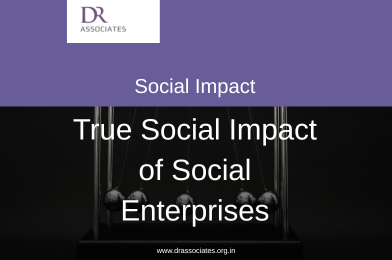 DR
ASSOCIATES
Social Impact
True Social Impact
of Social
Enterprises
www.drassociates.org.in